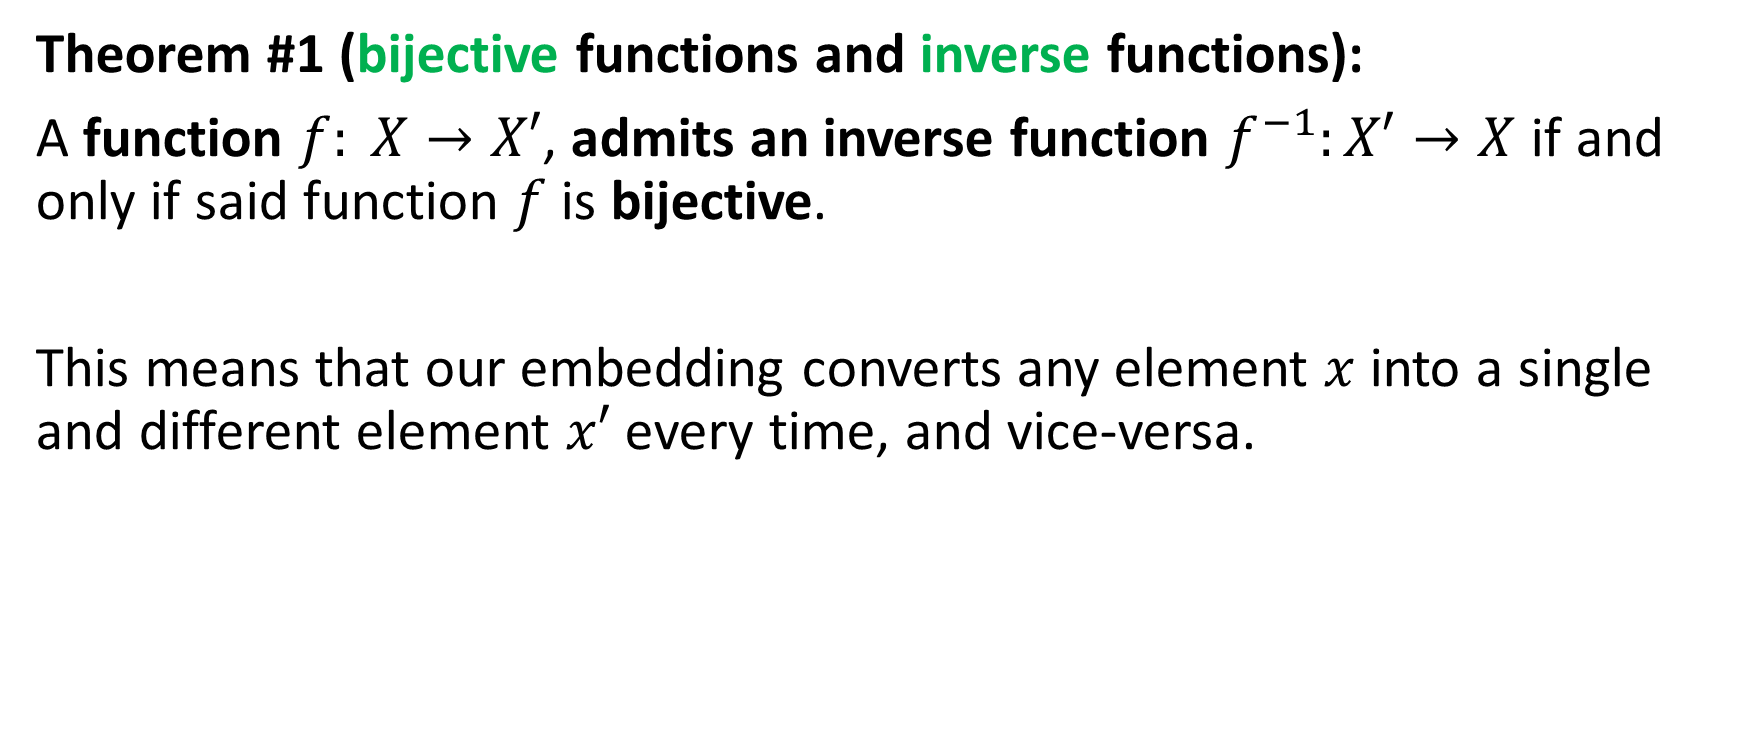 Theorem #1 (bijective functions and inverse functions):
A function 𝑓: 𝑋 → 𝑋′, admits an inverse function 𝑓⁻¹: 𝑋′ → 𝑋 if and
only if said function 𝑓 is bijective.
This means that our embedding converts any element 𝑥 into a single
and different element 𝑥′ every time, and vice-versa.